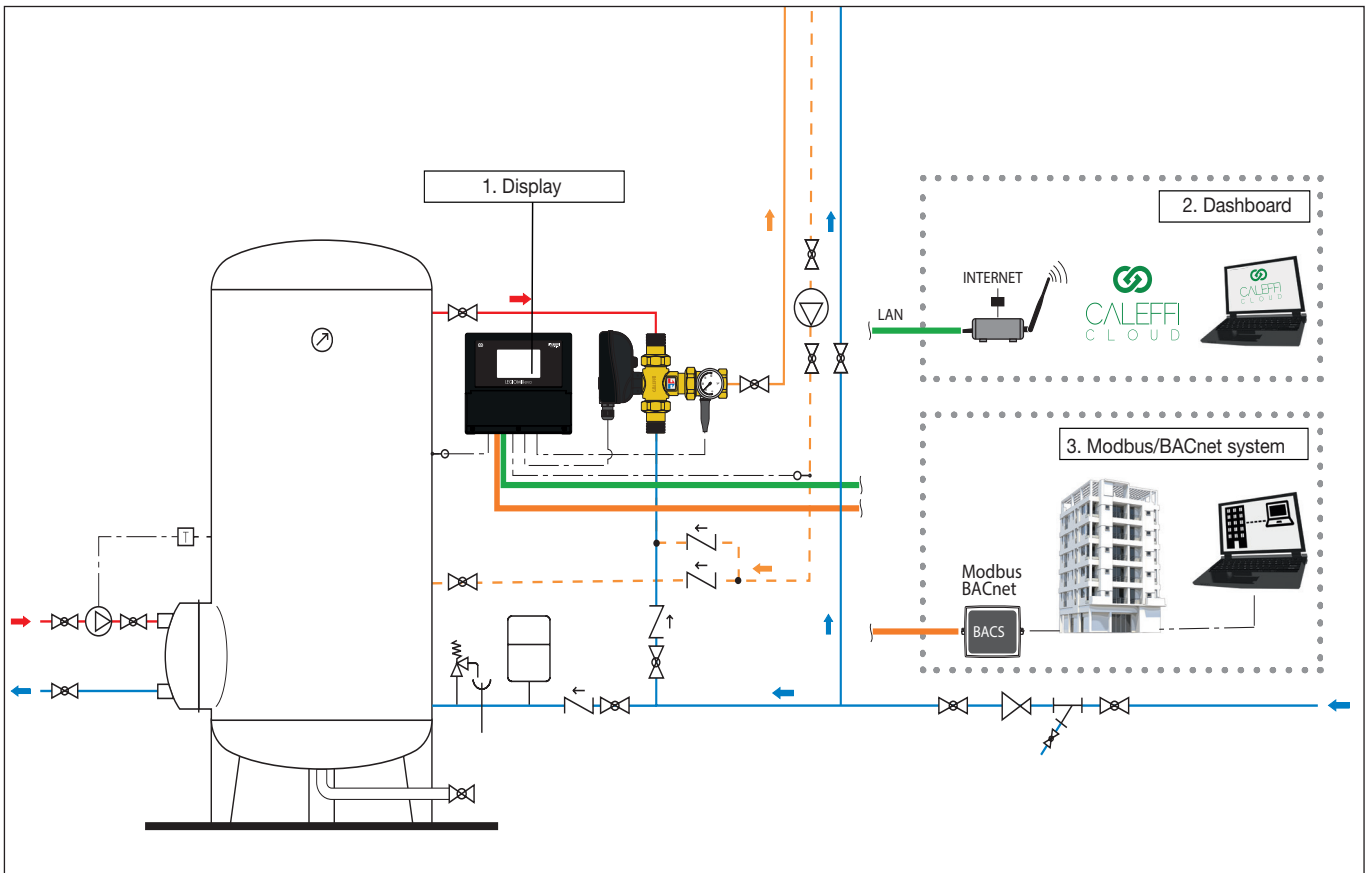 1. Display
2. Dashboard
INTERNET
LAN
CALEFFI
CLOUD
CALEFFI
CLOUD
3. Modbus/BACnet system
Modbus
BACnet
BACS
T